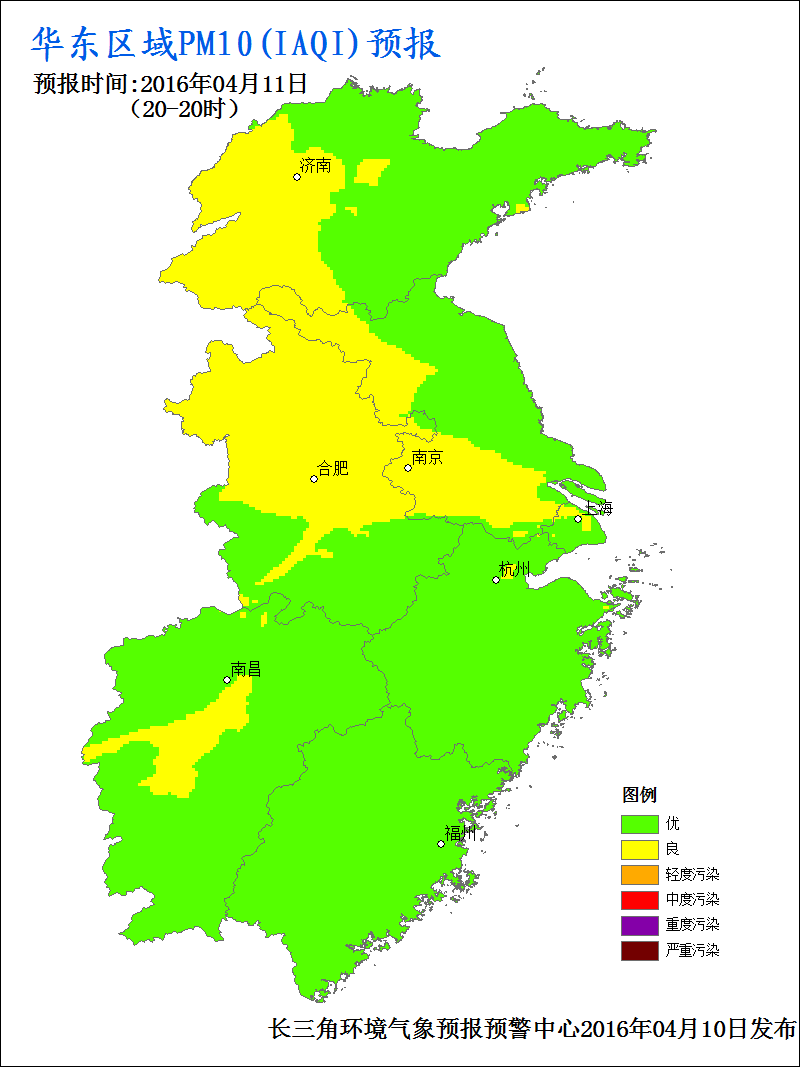 华东区域PM10(IAQI)预报
预报时间:2016年04月11日
(20-20时)
济南
合肥
南京
上海
杭州
南昌
福州
图例
优
良
轻度污染
中度污染
重度污染
严重污染
长三角环境气象预报预警中心2016年04月10日发布